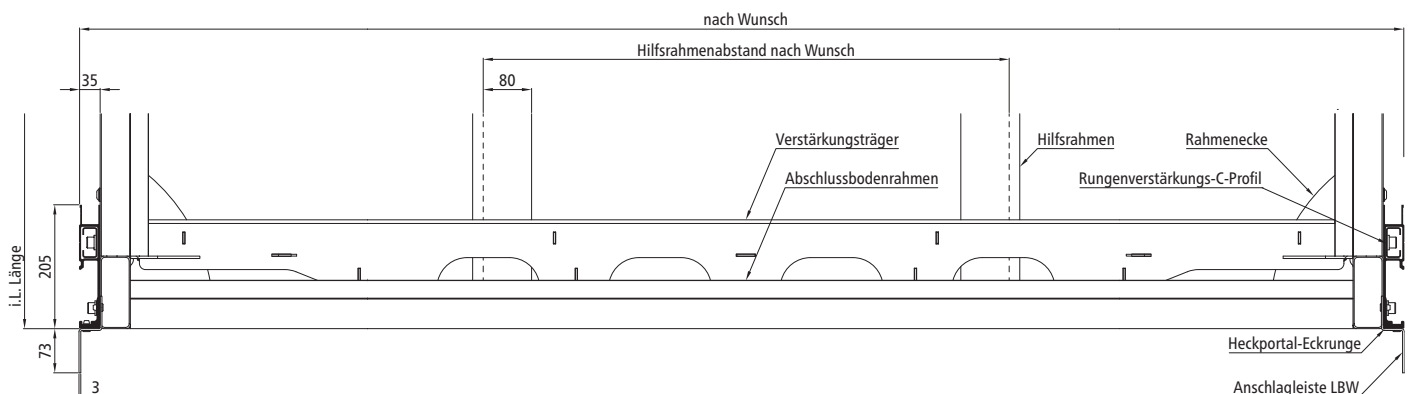 nach Wunsch
Hilfsrahmenabstand nach Wunsch
35
80
Verstärkungsträger
Hilfsrahmen
Rahmenecke
Abschlussbodenrahmen
Rungenverstärkungs-C-Profil
i.L. Länge
205
73
Heckportal-Eckrunge
3
Anschlagleiste LBW